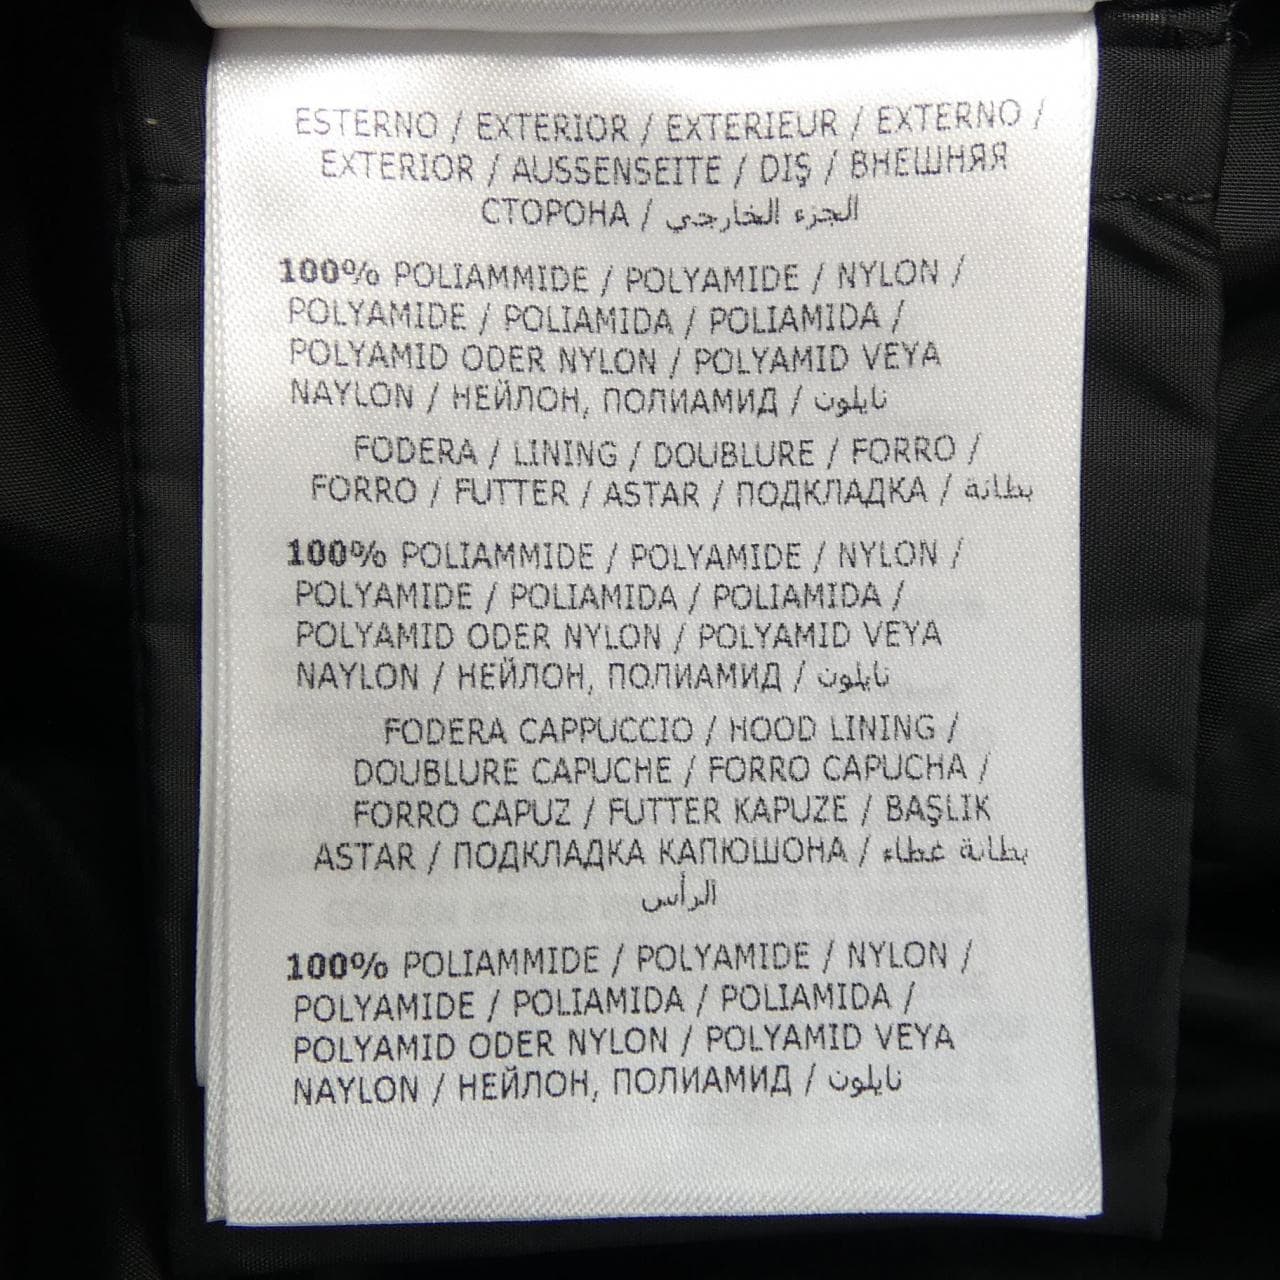 ESTERNO / EXTERIOR / EXTERIEUR / EXTERNO /
EXTERIOR / AUSSENSEITE / DIŞ / ВНЕШНЯЯ
СТОРОНА / الجزء الخارجي
100% POLIAMMIDE / POLYAMIDE / NYLON /
POLYAMIDE / POLIAMIDA / POLIAMIDA /
POLYAMID ODER NYLON / POLYAMID VEYA
NAYLON / НЕЙЛОН, ПОЛИАМИД / نايلون
FODERA / LINING / DOUBLURE / FORRO /
FORRO / FUTTER / ASTAR / ПОДКЛАДКА / بطانة
100% POLIAMMIDE / POLYAMIDE / NYLON /
POLYAMIDE / POLIAMIDA / POLIAMIDA /
POLYAMID ODER NYLON / POLYAMID VEYA
NAYLON / НЕЙЛОН, ПОЛИАМИД / نايلون
FODERA CAPPUCCIO / HOOD LINING /
DOUBLURE CAPUCHE / FORRO CAPUCHA /
FORRO CAPUZ / FUTTER KAPUZE / BAŞLIK
ASTAR / ПОДКЛАДКА КАПЮШОНА / بطانة غطاء
الرأس
100% POLIAMMIDE / POLYAMIDE / NYLON /
POLYAMIDE / POLIAMIDA / POLIAMIDA /
POLYAMID ODER NYLON / POLYAMID VEYA
NAYLON / НЕЙЛОН, ПОЛИАМИД / نايلون